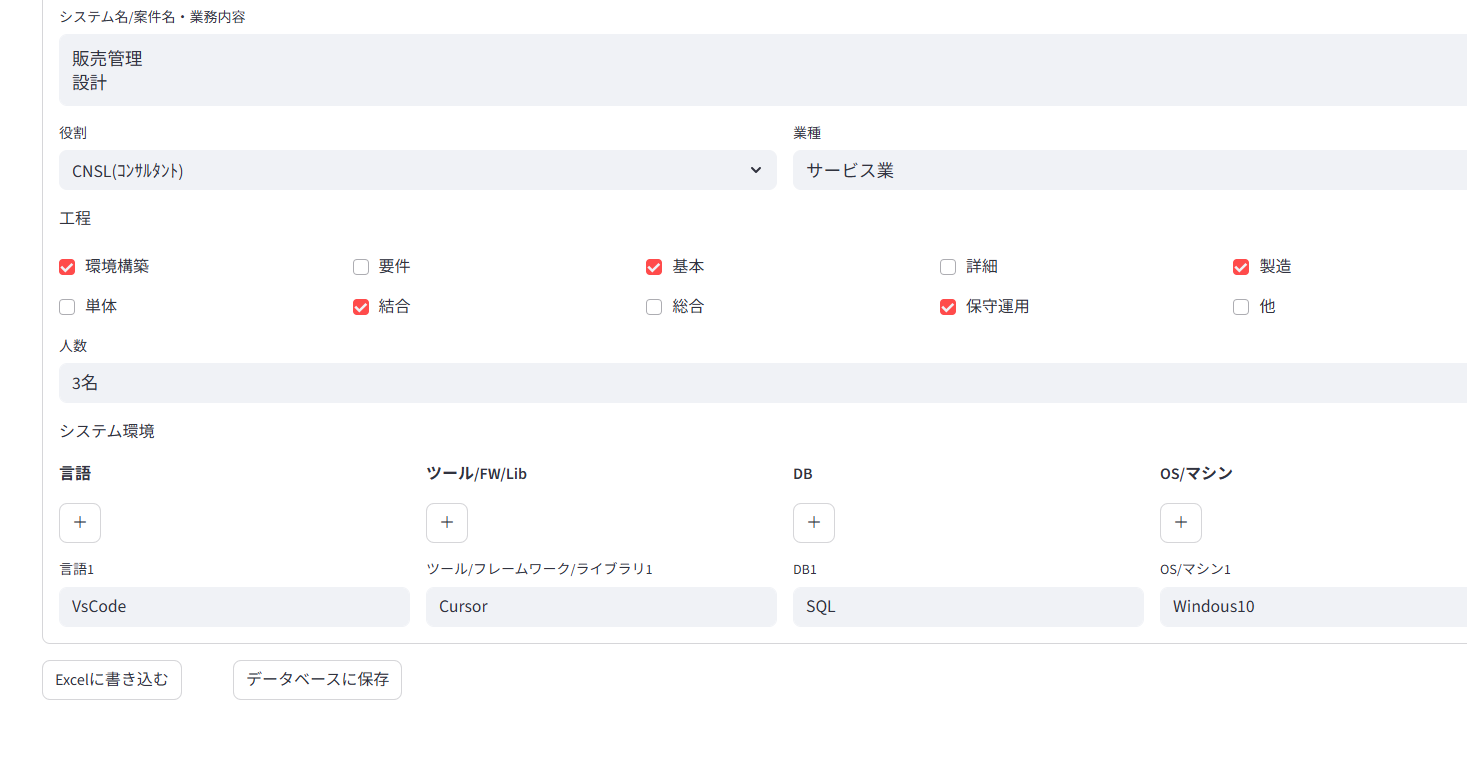 システム名/案件名・業務内容
販売管理
設計
役割 業種
CNSL(ｺﾝｻﾙﾀﾝﾄ) サービス業
工程
環境構築 要件 基本 詳細 製造
単体 結合 総合 保守運用 他
人数
3名
システム環境
言語 ツール/FW/Lib DB OS/マシン
+ + + +
言語1 ツール/フレームワーク/ライブラリ1 DB1 OS/マシン1
VsCode Cursor SQL Windous10
Excelに書き込む データベースに保存